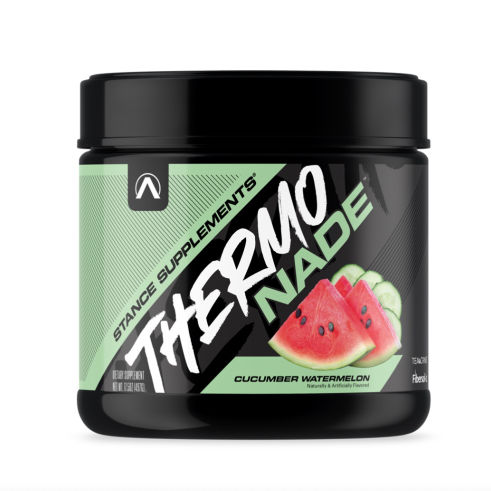 STANCE SUPPLEMENTS®
THERMO
NADE
CUCUMBER WATERMELON
Naturally & Artificially Flavored
DIETARY SUPPLEMENT